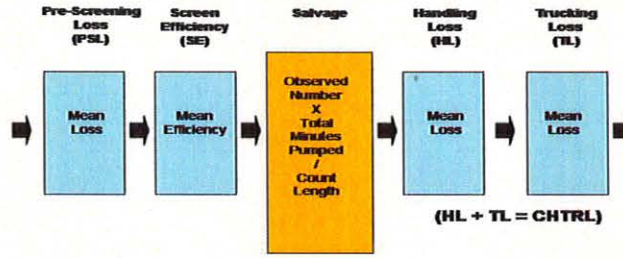 Pre-Screening
Loss
(PSL)
Screen
Efficiency
(SE)
Salvage
Handling
Loss
(HL)
Trucking
Loss
(TL)
Mean
Loss
Mean
Efficiency
Observed
Number
X
Total
Minutes
Pumped
/
Count
Length
Mean
Loss
Mean
Loss
(HL + TL = CHTRL)